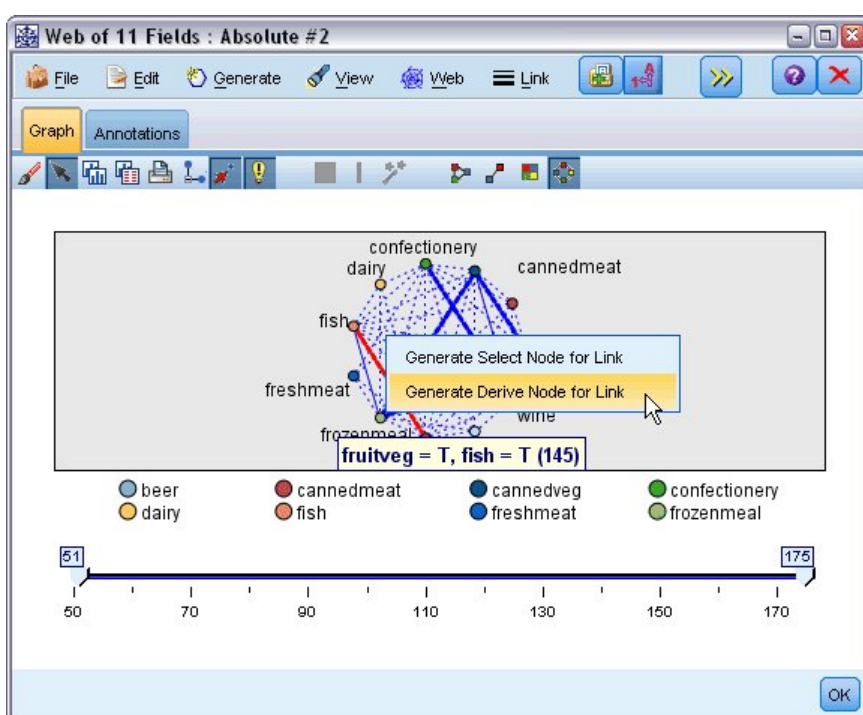 Web of 11 Fields : Absolute #2
File Edit Generate View Web Link
Graph Annotations
confectionery
dairy cannedmeat
fish
Generate Select Node for Link
freshmeat Generate Derive Node for Link
wine
frozenmeal
fruitveg = T, fish = T (145)
beer cannedmeat cannedveg confectionery
dairy fish freshmeat frozenmeal
51 175
50 70 90 110 130 150 170
OK